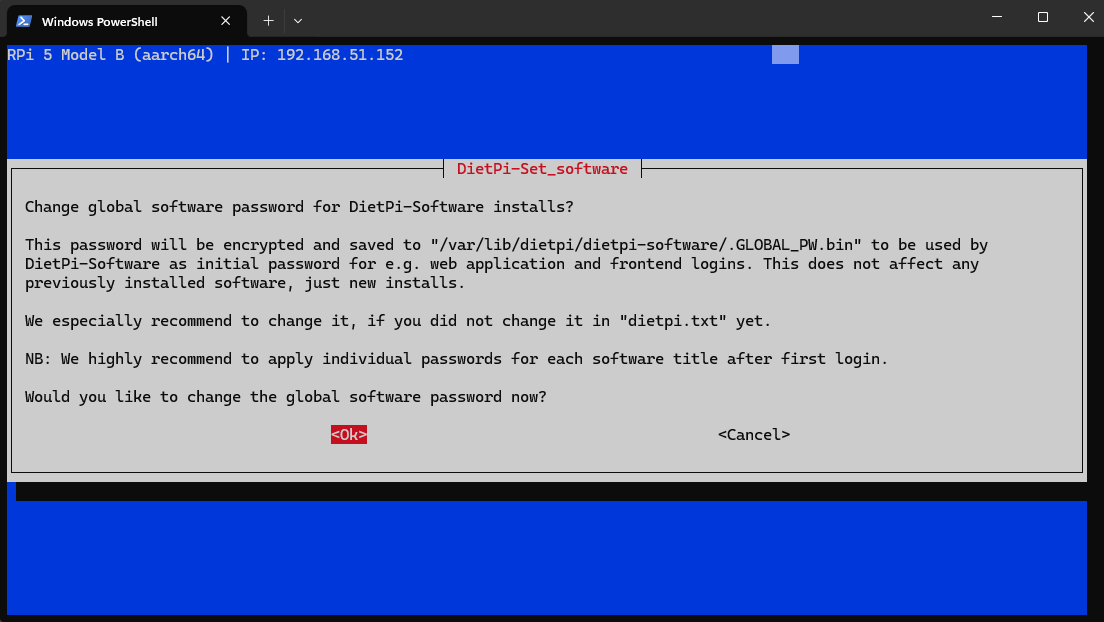 Windows PowerShell
RPi 5 Model B (aarch64) | IP: 192.168.51.152
DietPi-Set_software
Change global software password for DietPi-Software installs?
This password will be encrypted and saved to "/var/lib/dietpi/dietpi-software/.GLOBAL_PW.bin" to be used by
DietPi-Software as initial password for e.g. web application and frontend logins. This does not affect any
previously installed software, just new installs.
We especially recommend to change it, if you did not change it in "dietpi.txt" yet.
NB: We highly recommend to apply individual passwords for each software title after first login.
Would you like to change the global software password now?
<Ok> <Cancel>